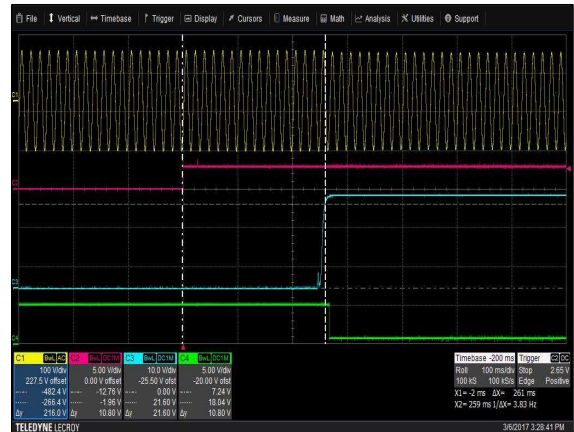 File Vertical Timebase Trigger Display Cursors Measure Math Analysis Utilities Support
C1 BwL AC C2 BwL DC1M C3 BwL DC1M C4 BwL DC1M
100 V/div 5.00 V/div 10.0 V/div 5.00 V/div
227.5 V offset 0.00 V offset -25.50 V ofst -20.00 V ofst
-482.4 V -12.76 V 0.00 V 7.24 V
-266.4 V -1.96 V 21.60 V 18.04 V
Δy 216.0 V Δy 10.80 V Δy 21.60 V Δy 10.80 V
Timebase -200 ms Trigger C2 DC
Roll 100 ms/div Stop 2.65 V
100 kS 100 kS/s Edge Positive
X1= -2 ms ΔX= 261 ms
X2= 259 ms 1/ΔX= 3.83 Hz
TELEDYNE LECROY 3/6/2017 3:28:41 PM